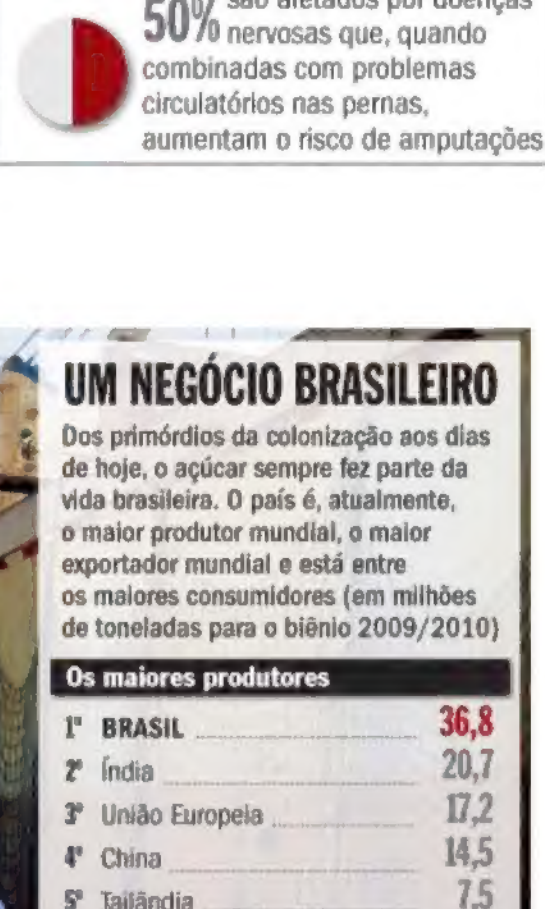 50% são afetados por doenças
nervosas que, quando
combinadas com problemas
circulatórios nas pernas,
aumentam o risco de amputações
UM NEGÓCIO BRASILEIRO
Dos primórdios da colonização aos dias
de hoje, o açúcar sempre fez parte da
vida brasileira. O país é, atualmente,
o maior produtor mundial, o maior
exportador mundial e está entre
os maiores consumidores (em milhões
de toneladas para o biênio 2009/2010)
Os maiores produtores
1º BRASIL 36,8
2º Índia 20,7
3º União Europeia 17,2
4º China 14,5
5º Tailândia 7,5